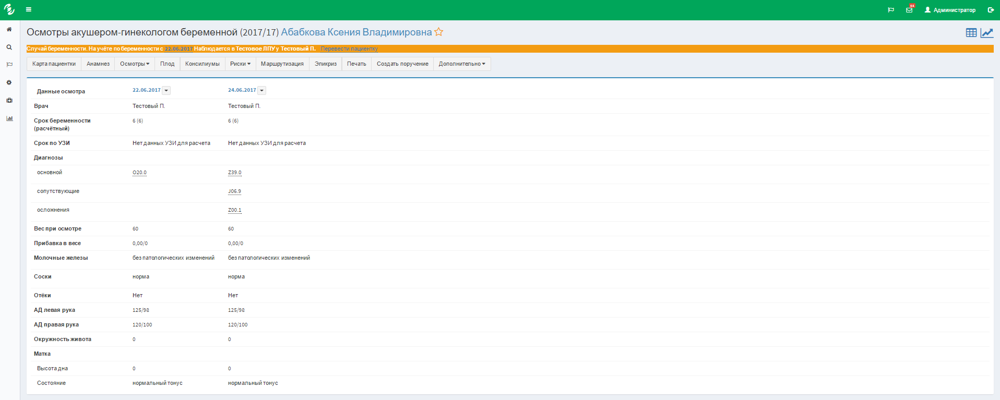 11
Администратор
Осмотры акушером-гинекологом беременной (2017/17) Абабкова Ксения Владимировна
Случай беременности. На учёте по беременности с 22.06.2017 Наблюдается в Тестовое ЛПУ у Тестовый П. Перевести пациентку
Карта пациентки Анамнез Осмотры Плод Консилиумы Риски Маршрутизация Эпикриз Печать Создать поручение Дополнительно
Данные осмотра 22.06.2017 24.06.2017
Врач Тестовый П. Тестовый П.
Срок беременности 6 (6) 6 (6)
(расчётный)
Срок по УЗИ Нет данных УЗИ для расчета Нет данных УЗИ для расчета
Диагнозы
основной O20.0 Z39.0
сопутствующие J06.9
осложнения Z00.1
Вес при осмотре 60 60
Прибавка в весе 0,00/0 0,00/0
Молочные железы без патологических изменений без патологических изменений
Соски норма норма
Отёки Нет Нет
АД левая рука 125/98 125/98
АД правая рука 120/100 120/100
Окружность живота 0 0
Матка
Высота дна 0 0
Состояние нормальный тонус нормальный тонус